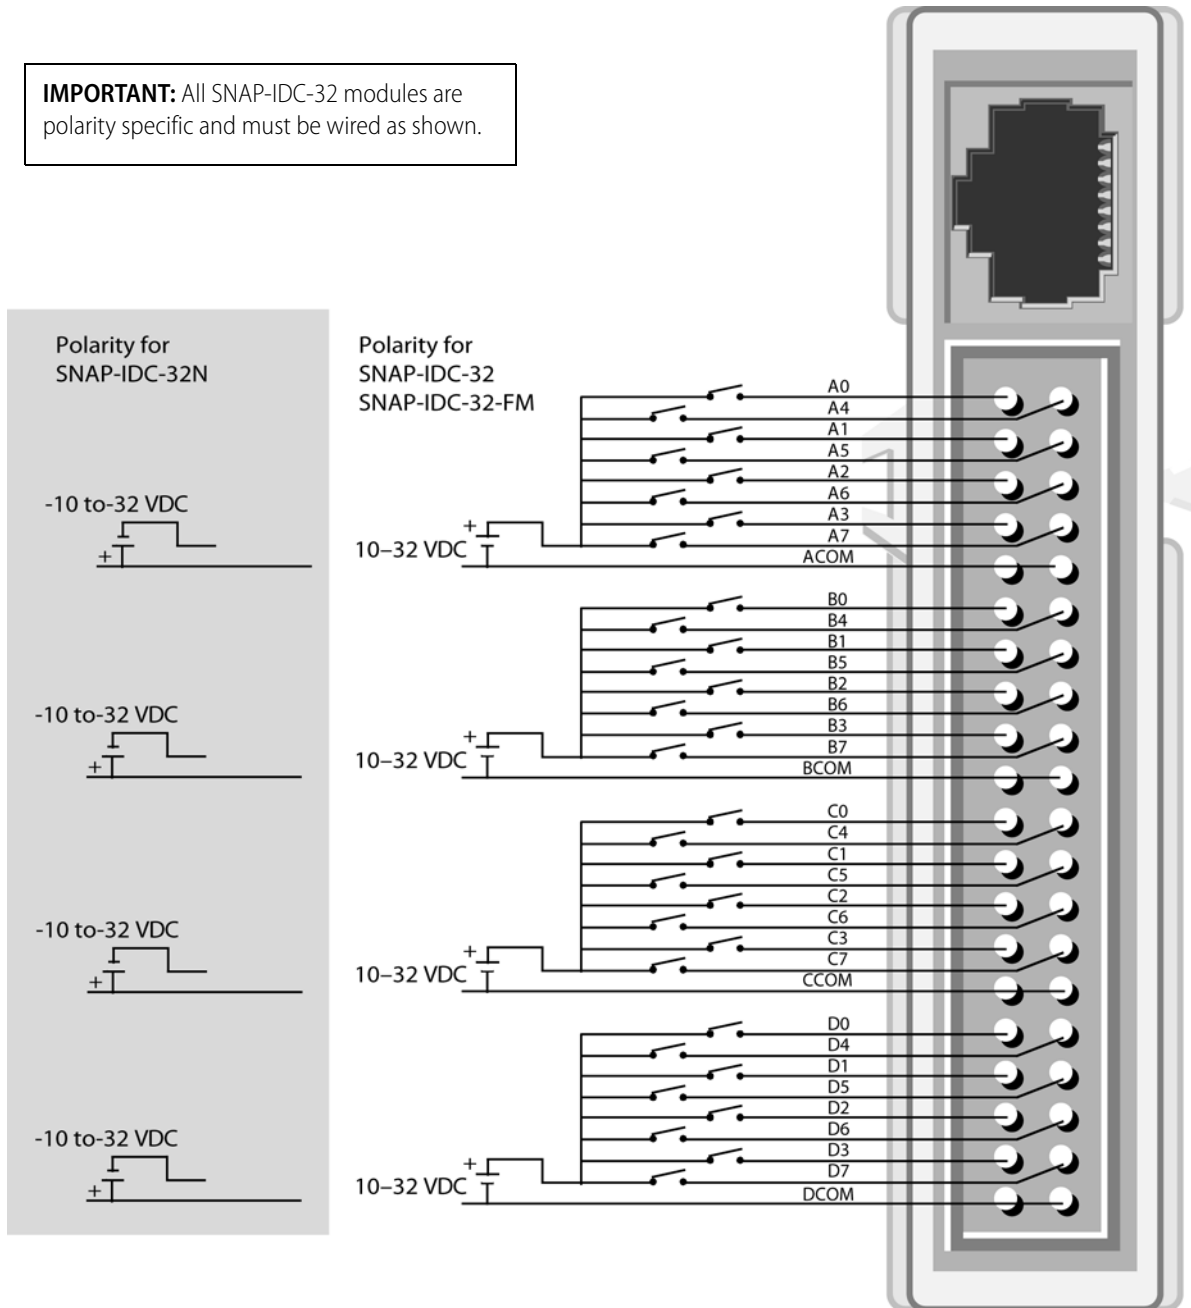 IMPORTANT: All SNAP-IDC-32 modules are
polarity specific and must be wired as shown.
Polarity for
SNAP-IDC-32N
Polarity for
SNAP-IDC-32
SNAP-IDC-32-FM
A0
A4
A1
A5
A2
A6
A3
A7
ACOM
-10 to-32 VDC
+
+
10–32 VDC
B0
B4
B1
B5
B2
B6
B3
B7
BCOM
-10 to-32 VDC
+
+
10–32 VDC
C0
C4
C1
C5
C2
C6
C3
C7
CCOM
-10 to-32 VDC
+
+
10–32 VDC
D0
D4
D1
D5
D2
D6
D3
D7
DCOM
-10 to-32 VDC
+
+
10–32 VDC